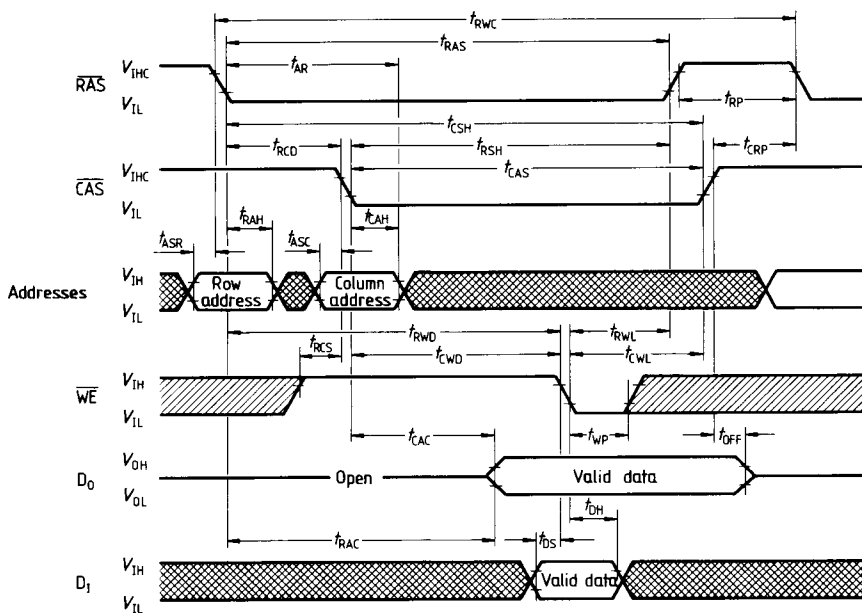 tRWC
tRAS
tAR
RAS
VIHC
VIL
tRP
tCSH
tRCD
tRSH
tCRP
tCAS
CAS
VIHC
VIL
tRAH
tCAH
tASR
tASC
Addresses
VIH
VIL
Row
address
Column
address
tRWD
tRWL
tRCS
tCWD
tCWL
WE
VIH
VIL
tCAC
tWP
tOFF
DO
VOH
VOL
Open
Valid data
tDH
tRAC
tDS
DI
VIH
VIL
Valid data